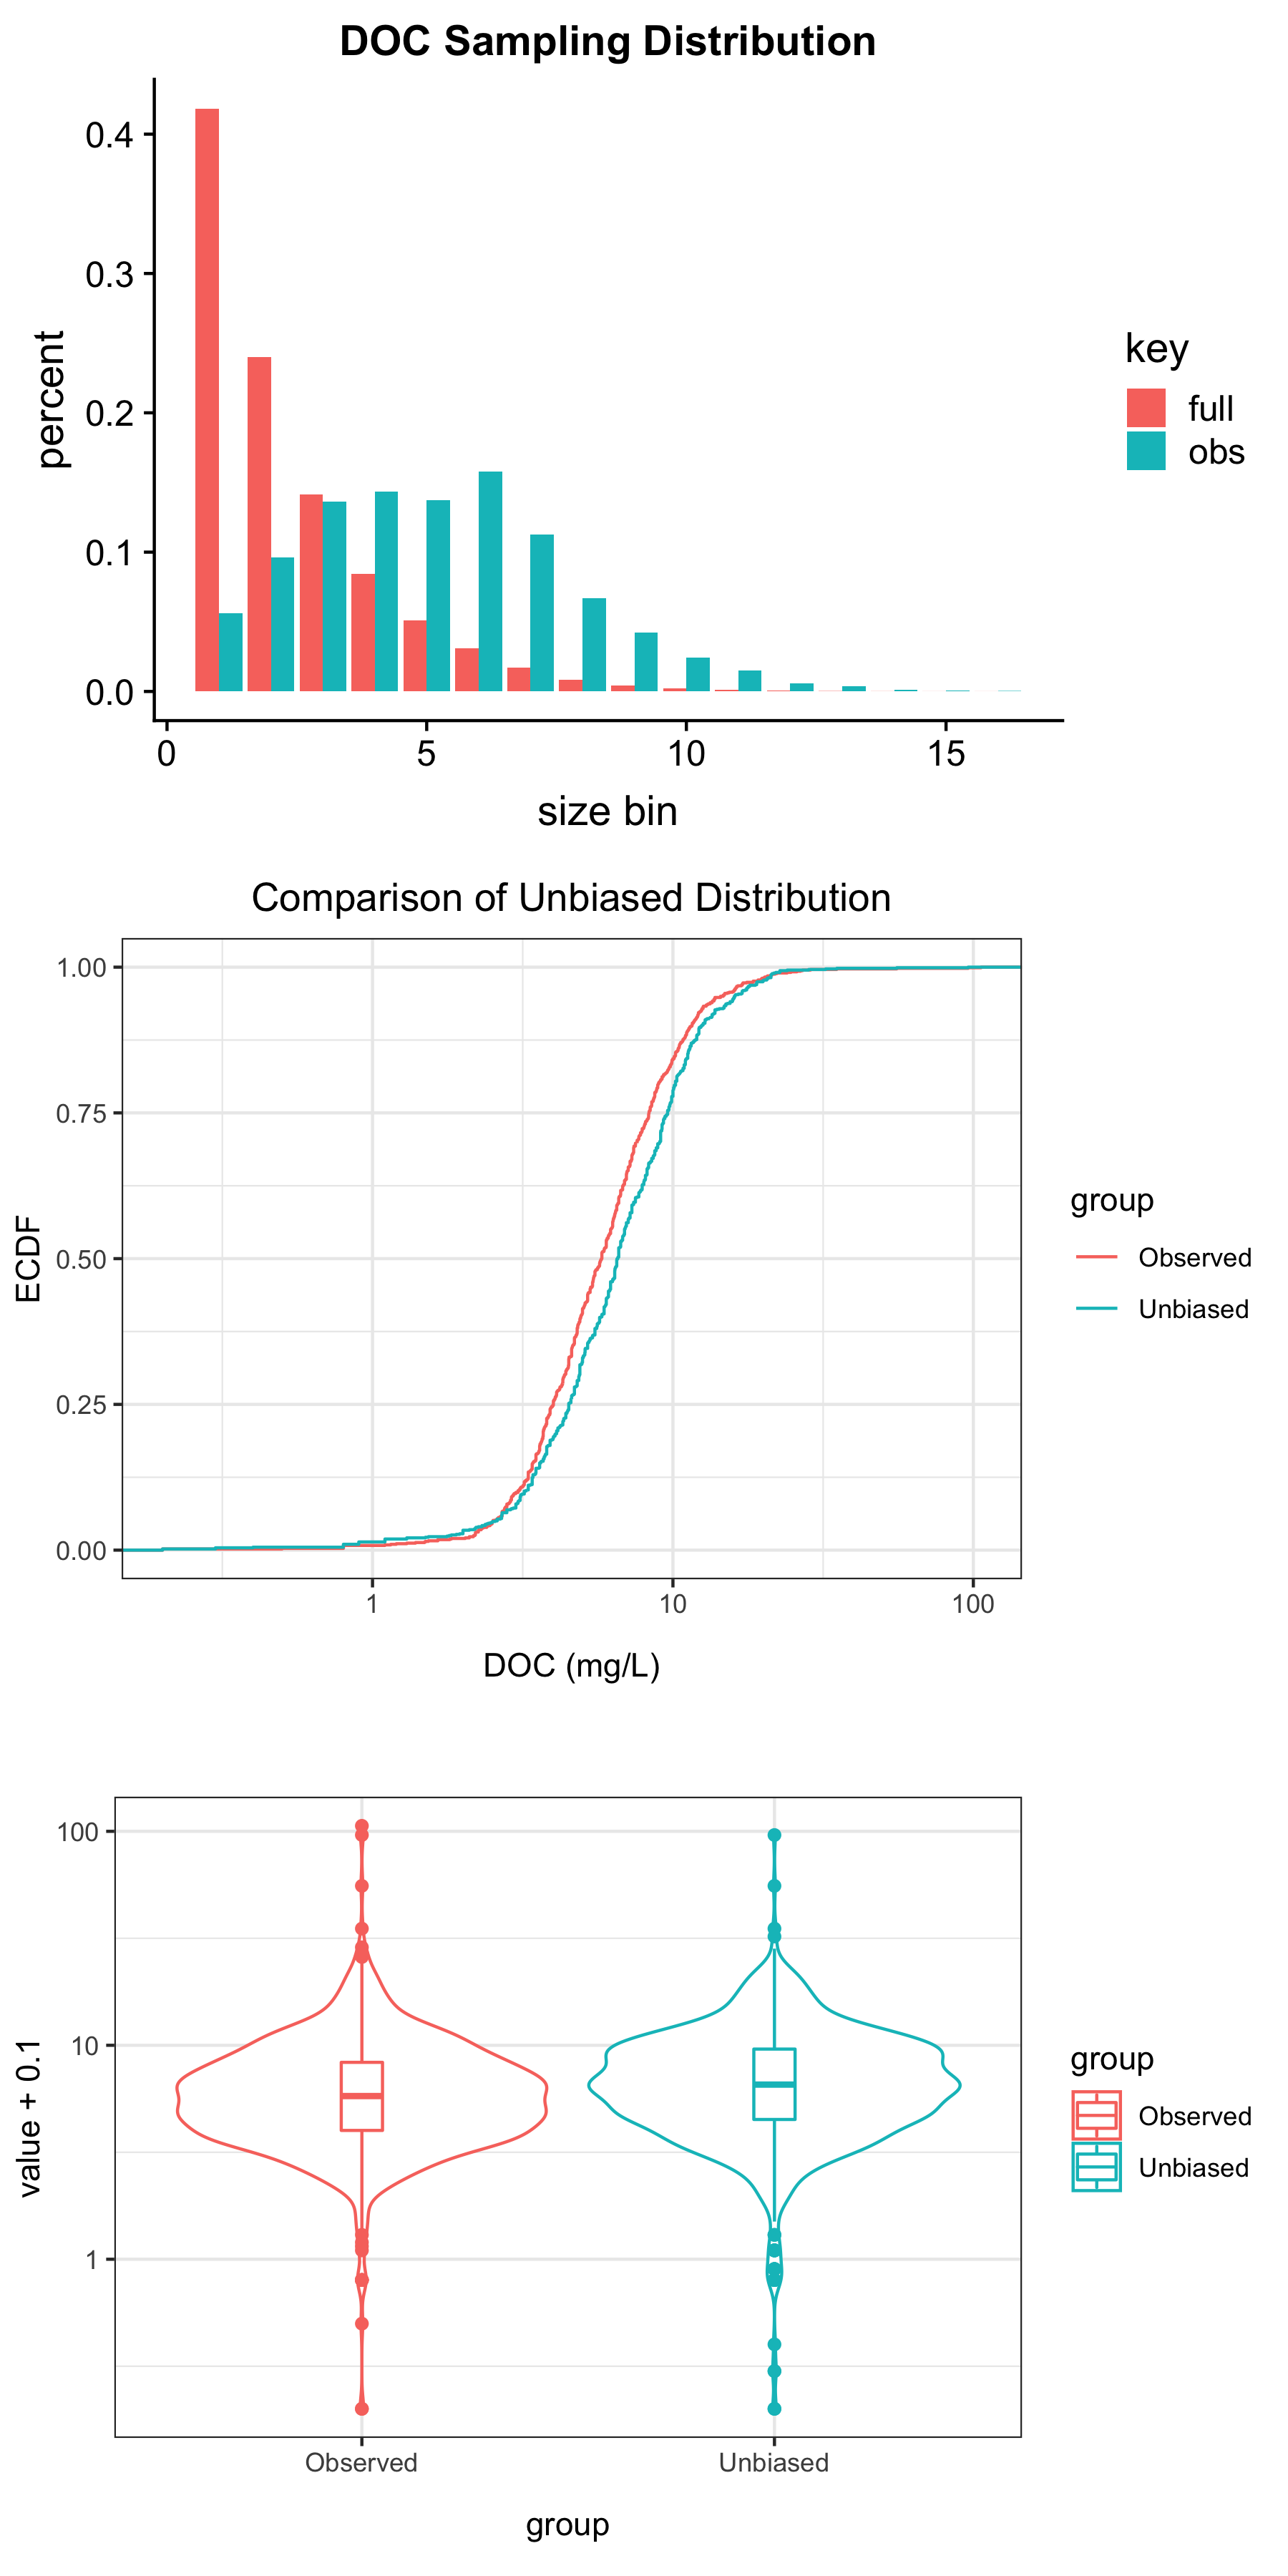 DOC Sampling Distribution
0.4
0.3
0.2
0.1
0.0
percent
0 5 10 15
size bin
key
full
obs
Comparison of Unbiased Distribution
1.00
0.75
0.50
0.25
0.00
ECDF
1 10 100
DOC (mg/L)
group
Observed
Unbiased
100
10
1
value + 0.1
Observed Unbiased
group
group
Observed
Unbiased